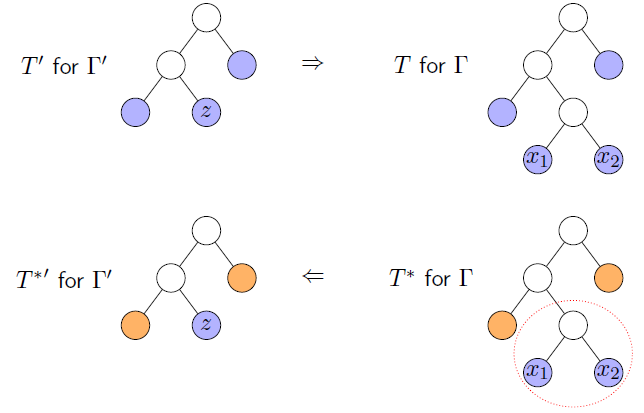 T′ for Γ′ z ⇒ T for Γ
x₁ x₂
T*′ for Γ′ z ⇐ T* for Γ
x₁ x₂